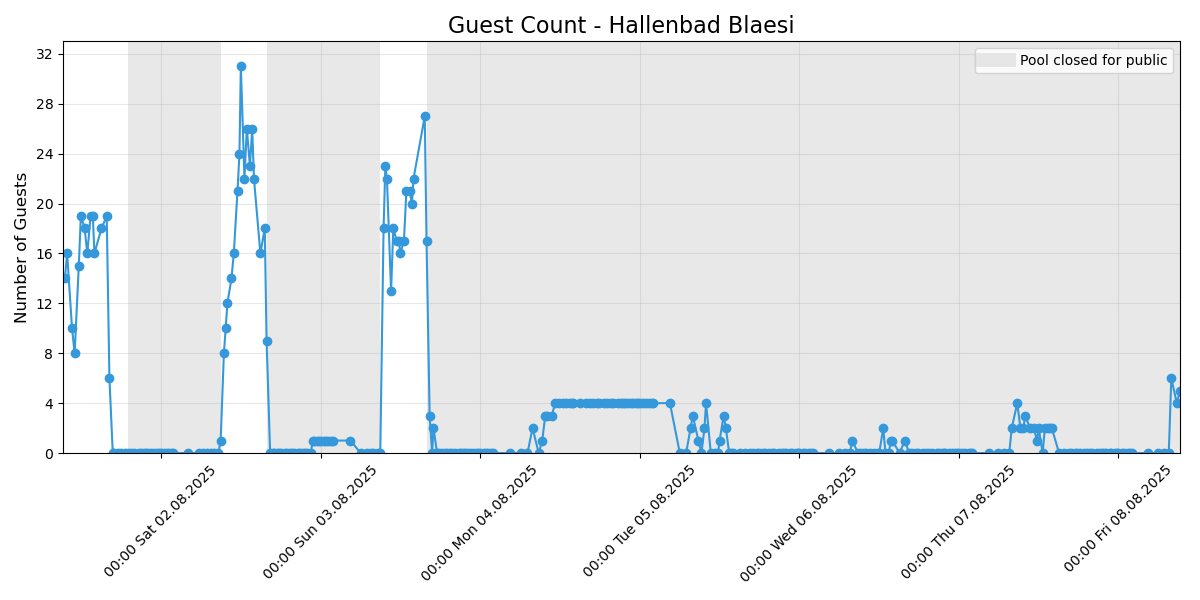 Guest Count - Hallenbad Blaesi
Pool closed for public
Number of Guests
32
28
24
20
16
12
8
4
0
00:00 Sat 02.08.2025
00:00 Sun 03.08.2025
00:00 Mon 04.08.2025
00:00 Tue 05.08.2025
00:00 Wed 06.08.2025
00:00 Thu 07.08.2025
00:00 Fri 08.08.2025